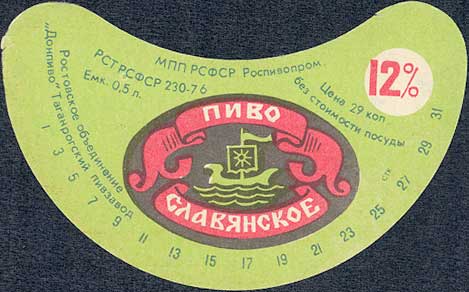 МПП РСФСР Роспивопром
РСТ РСФСР 230-76
Емк. 0,5 л.
Ростовское объединение
„Донпиво" Таганрогский пивзавод
Цена 29 коп.
без стоимости посуды
12%
ПИВО
СЛАВЯНСКОЕ
1 3 5 7 9 11 13 15 17 19 21 23 25 27 29 31